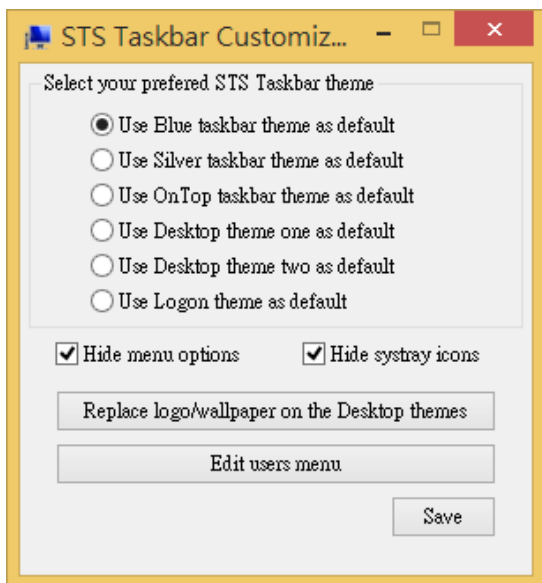 STS Taskbar Customiz...
Select your prefered STS Taskbar theme
Use Blue taskbar theme as default
Use Silver taskbar theme as default
Use OnTop taskbar theme as default
Use Desktop theme one as default
Use Desktop theme two as default
Use Logon theme as default
Hide menu options Hide systray icons
Replace logo/wallpaper on the Desktop themes
Edit users menu
Save